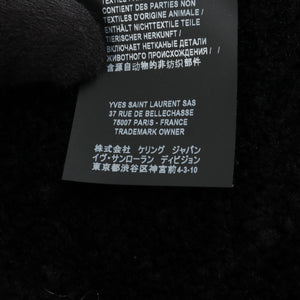 CONTIENT DES PARTIES NON
TEXTILES D'ORIGINE ANIMALE /
ENTHÄLT NICHTTEXTILE TEILE
TIERISCHER HERKUNFT /
ВКЛЮЧАЕТ НЕТКАНЫЕ ДЕТАЛИ
ЖИВОТНОГО ПРОИСХОЖДЕНИЯ /
含源自动物的非纺织部件
YVES SAINT LAURENT SAS
37 RUE DE BELLECHASSE
75007 PARIS - FRANCE
TRADEMARK OWNER
株式会社 ケリング ジャパン
イヴ・サンローラン ディビジョン
東京都渋谷区神宮前4-3-10